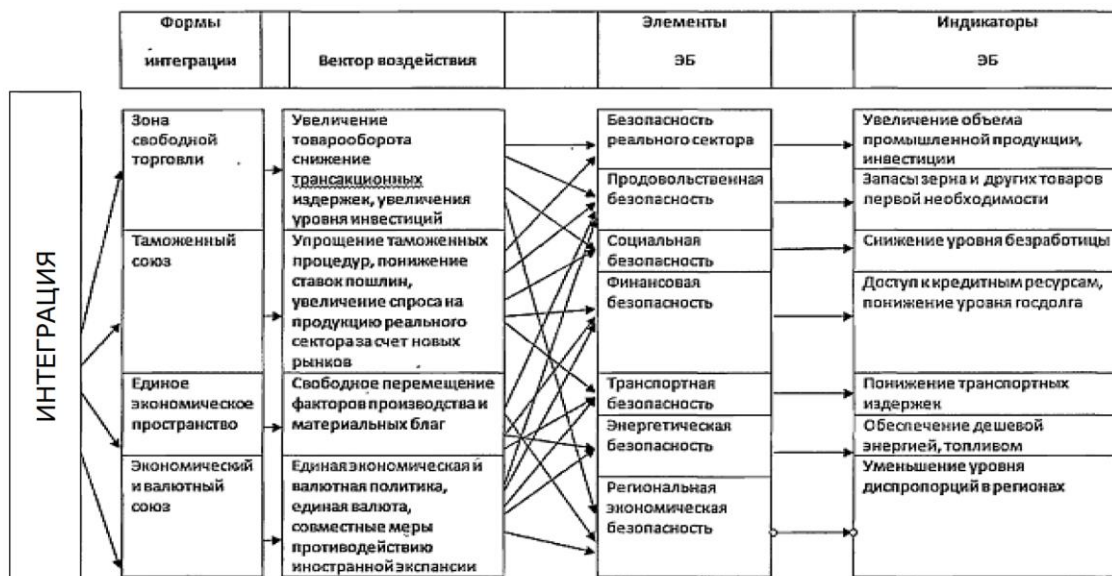 Формы
интеграции
Вектор воздействия
Элементы
ЭБ
Индикаторы
ЭБ
ИНТЕГРАЦИЯ
Зона
свободной
торговли
Таможенный
союз
Единое
экономическое
пространство
Экономический
и валютный
союз
Увеличение
товарооборота
снижение
трансакционных
издержек, увеличения
уровня инвестиций
Упрощение таможенных
процедур, понижение
ставок пошлин,
увеличение спроса на
продукцию реального
сектора за счет новых
рынков
Свободное перемещение
факторов производства и
материальных благ
Единая экономическая и
валютная политика,
единая валюта,
совместные меры
противодействию
иностранной экспансии
Безопасность
реального сектора
Продовольственная
безопасность
Социальная
безопасность
Финансовая
безопасность
Транспортная
безопасность
Энергетическая
безопасность
Региональная
экономическая
безопасность
Увеличение объема
промышленной продукции,
инвестиции
Запасы зерна и других товаров
первой необходимости
Снижение уровня безработицы
Доступ к кредитным ресурсам,
понижение уровня госдолга
Понижение транспортных
издержек
Обеспечение дешевой
энергией, топливом
Уменьшение уровня
диспропорций в регионах